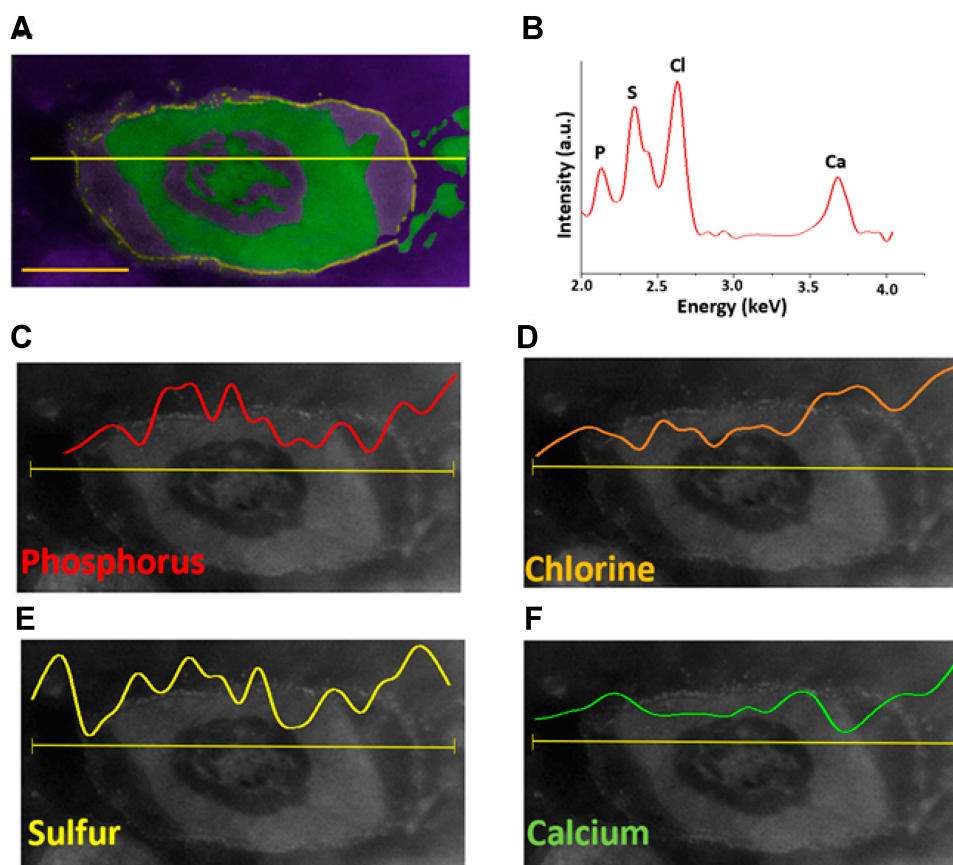 A
B
P
S
Cl
Ca
Intensity (a.u.)
2.0
2.5
3.0
3.5
4.0
Energy (keV)
C
D
Phosphorus
Chlorine
E
F
Sulfur
Calcium